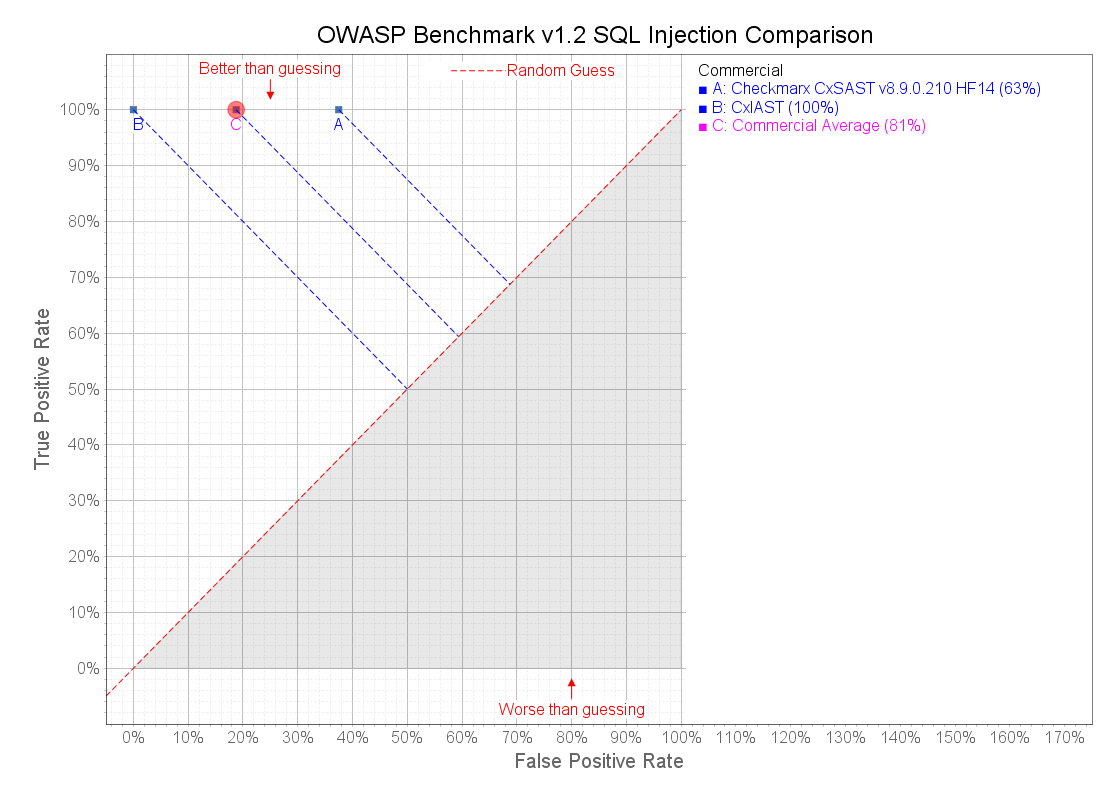 OWASP Benchmark v1.2 SQL Injection Comparison
Better than guessing
Random Guess
Commercial
A: Checkmarx CxSAST v8.9.0.210 HF14 (63%)
B: CxIAST (100%)
C: Commercial Average (81%)
B
C
A
100%
90%
80%
70%
60%
50%
40%
30%
20%
10%
0%
True Positive Rate
Worse than guessing
0% 10% 20% 30% 40% 50% 60% 70% 80% 90% 100% 110% 120% 130% 140% 150% 160% 170%
False Positive Rate